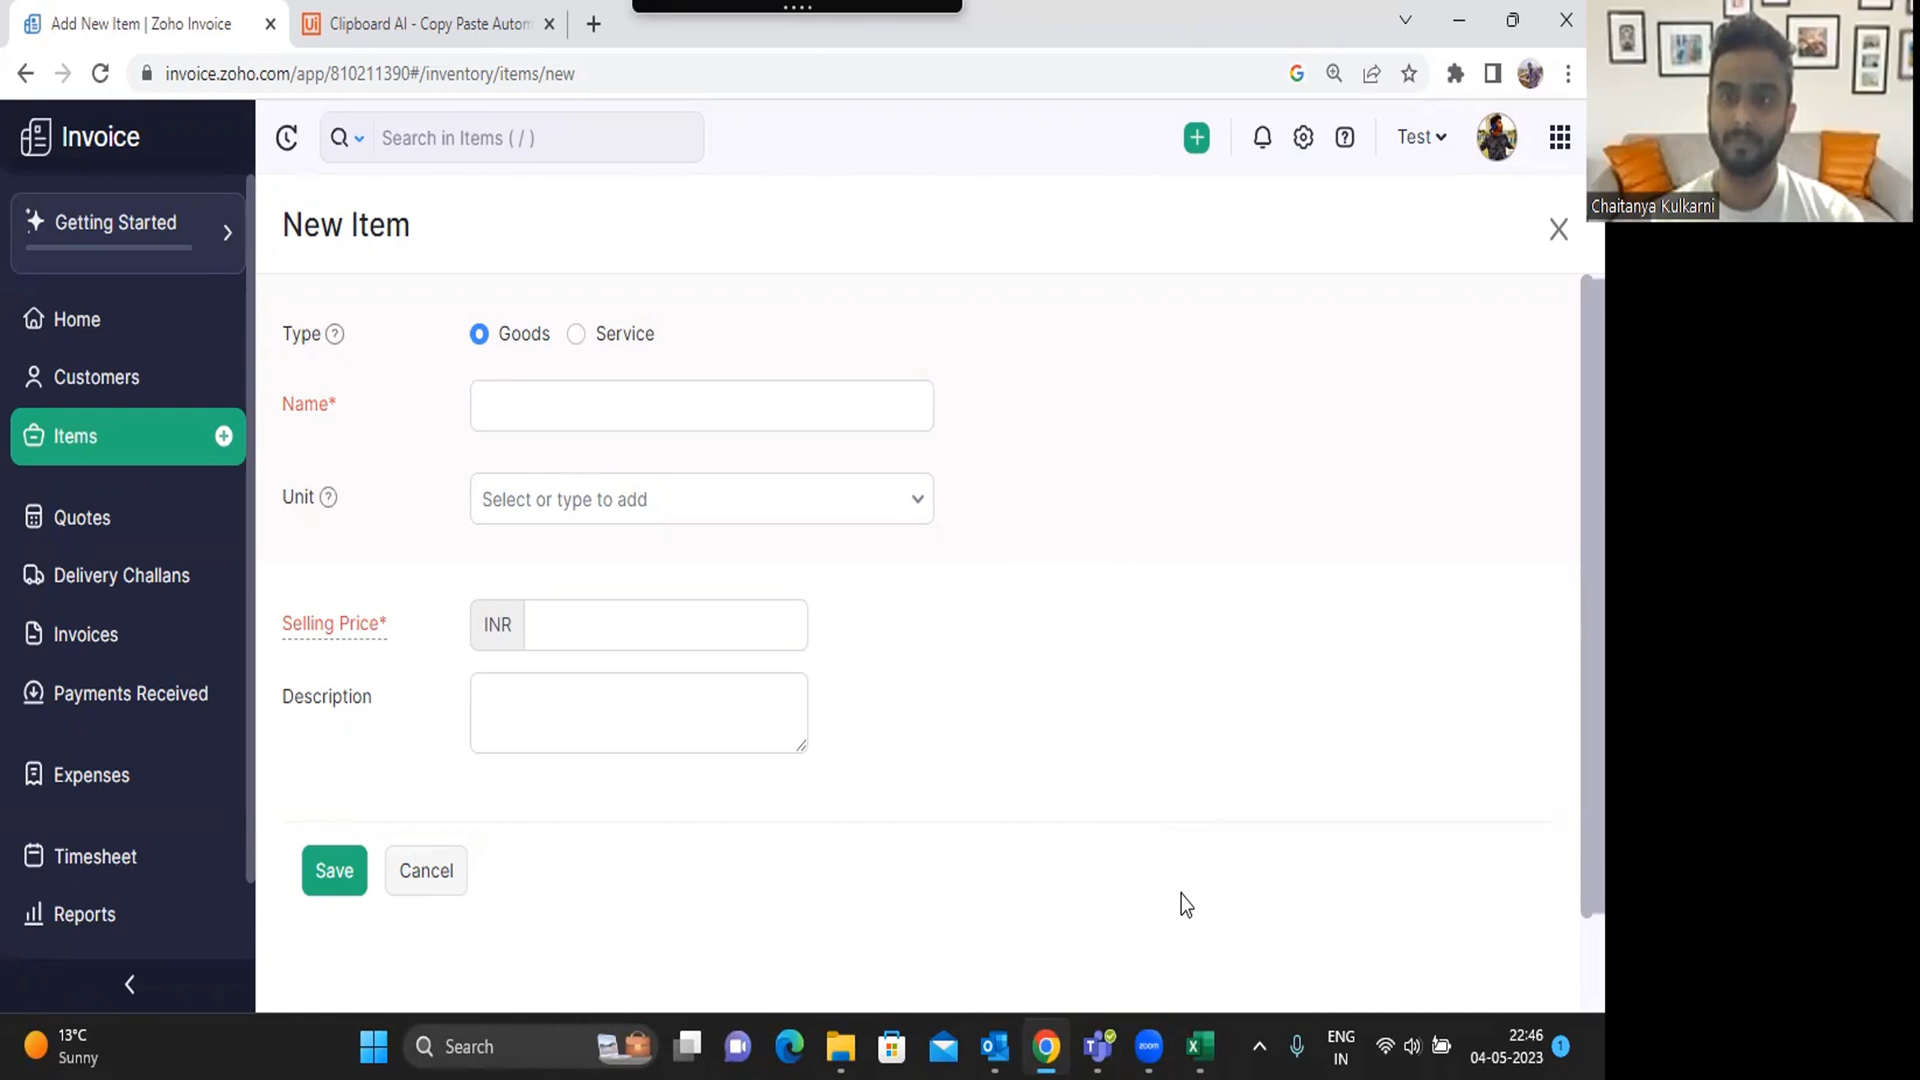 Add New Item | Zoho Invoice
Clipboard AI - Copy Paste Autom
invoice.zoho.com/app/810211390#/inventory/items/new
Invoice
Search in Items ( / )
Test
Chaitanya Kulkarni
Getting Started
New Item
Home
Type
Goods
Service
Customers
Name*
Items
Unit
Select or type to add
Quotes
Delivery Challans
Selling Price*
INR
Invoices
Payments Received
Description
Expenses
Timesheet
Save
Cancel
Reports
13°C
Sunny
Search
zoom
ENG
IN
22:46
04-05-2023
1